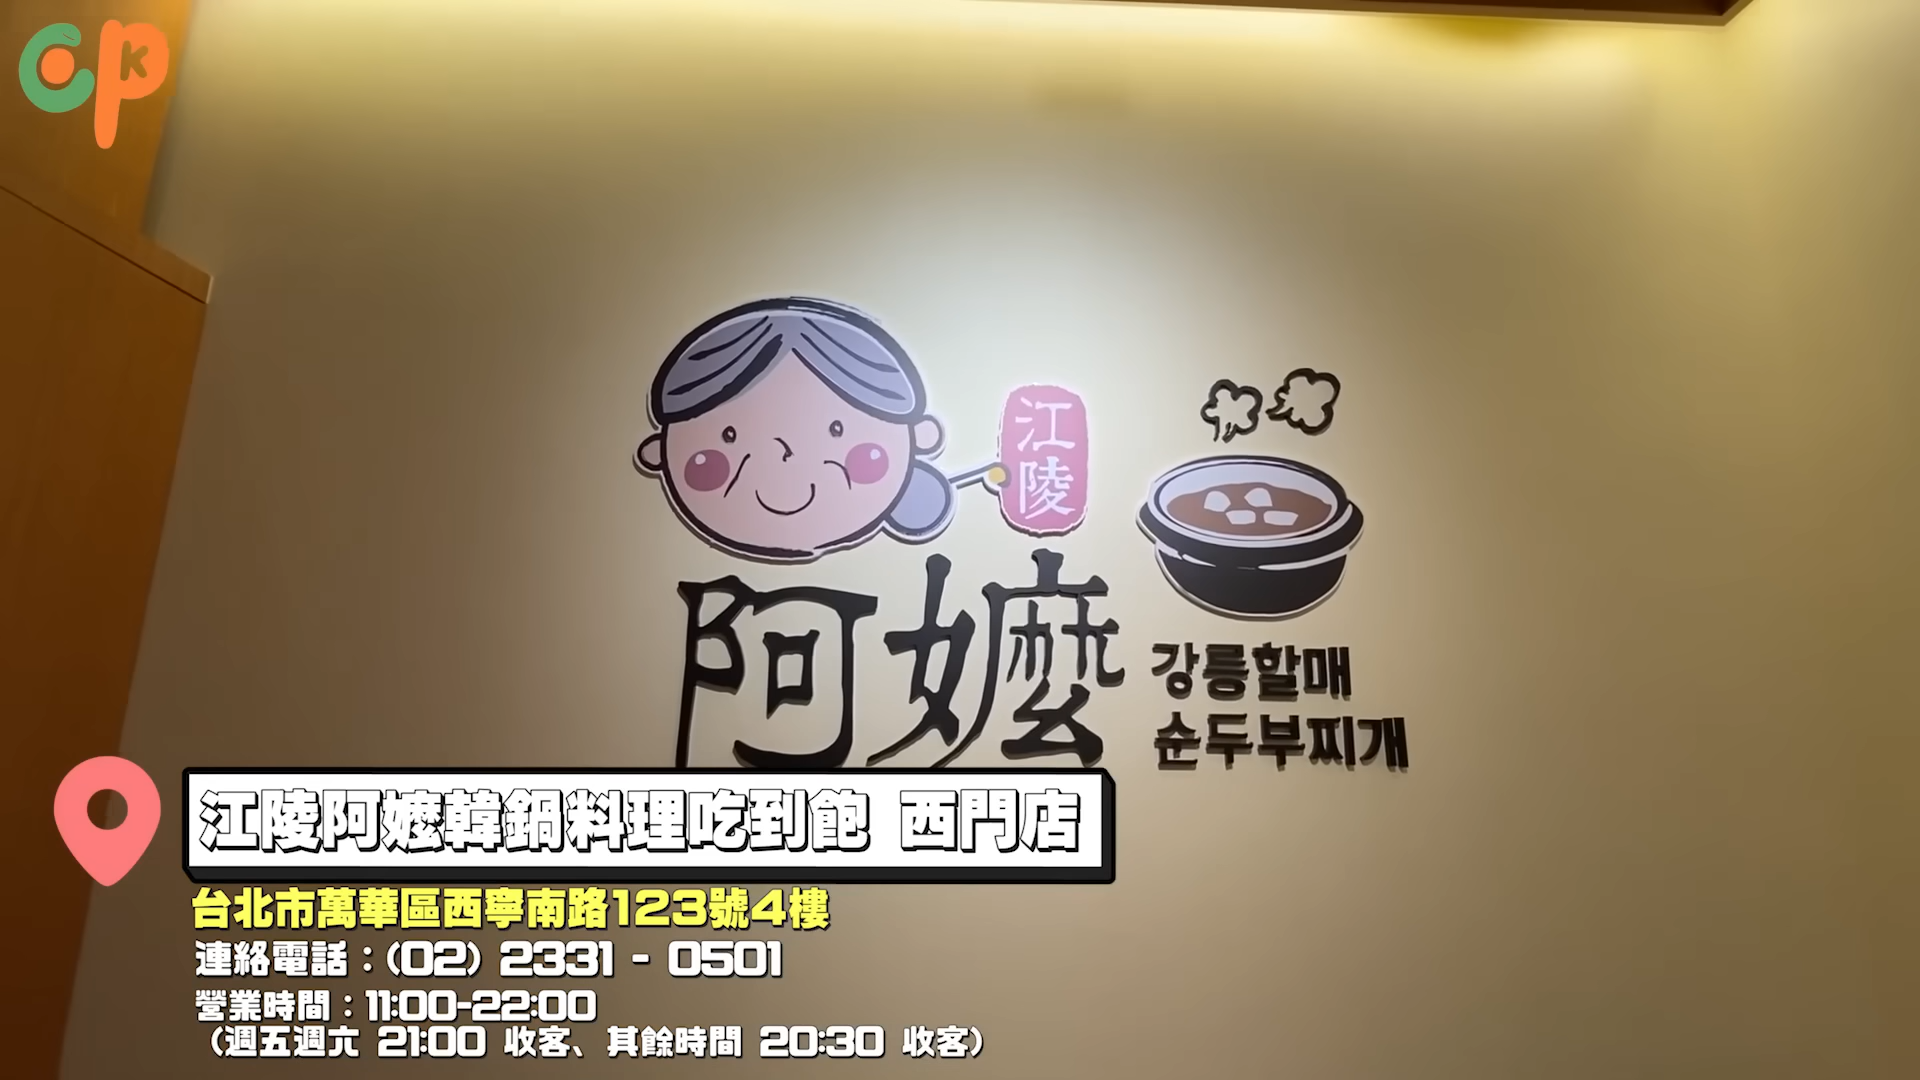 CPK
江陵
阿嬤
강릉할매
순두부찌개
江陵阿嬤韓鍋料理吃到飽 西門店
台北市萬華區西寧南路123號4樓
連絡電話：(02) 2331 - 0501
營業時間：11:00-22:00
（週五週六 21:00 收客、其餘時間 20:30 收客）